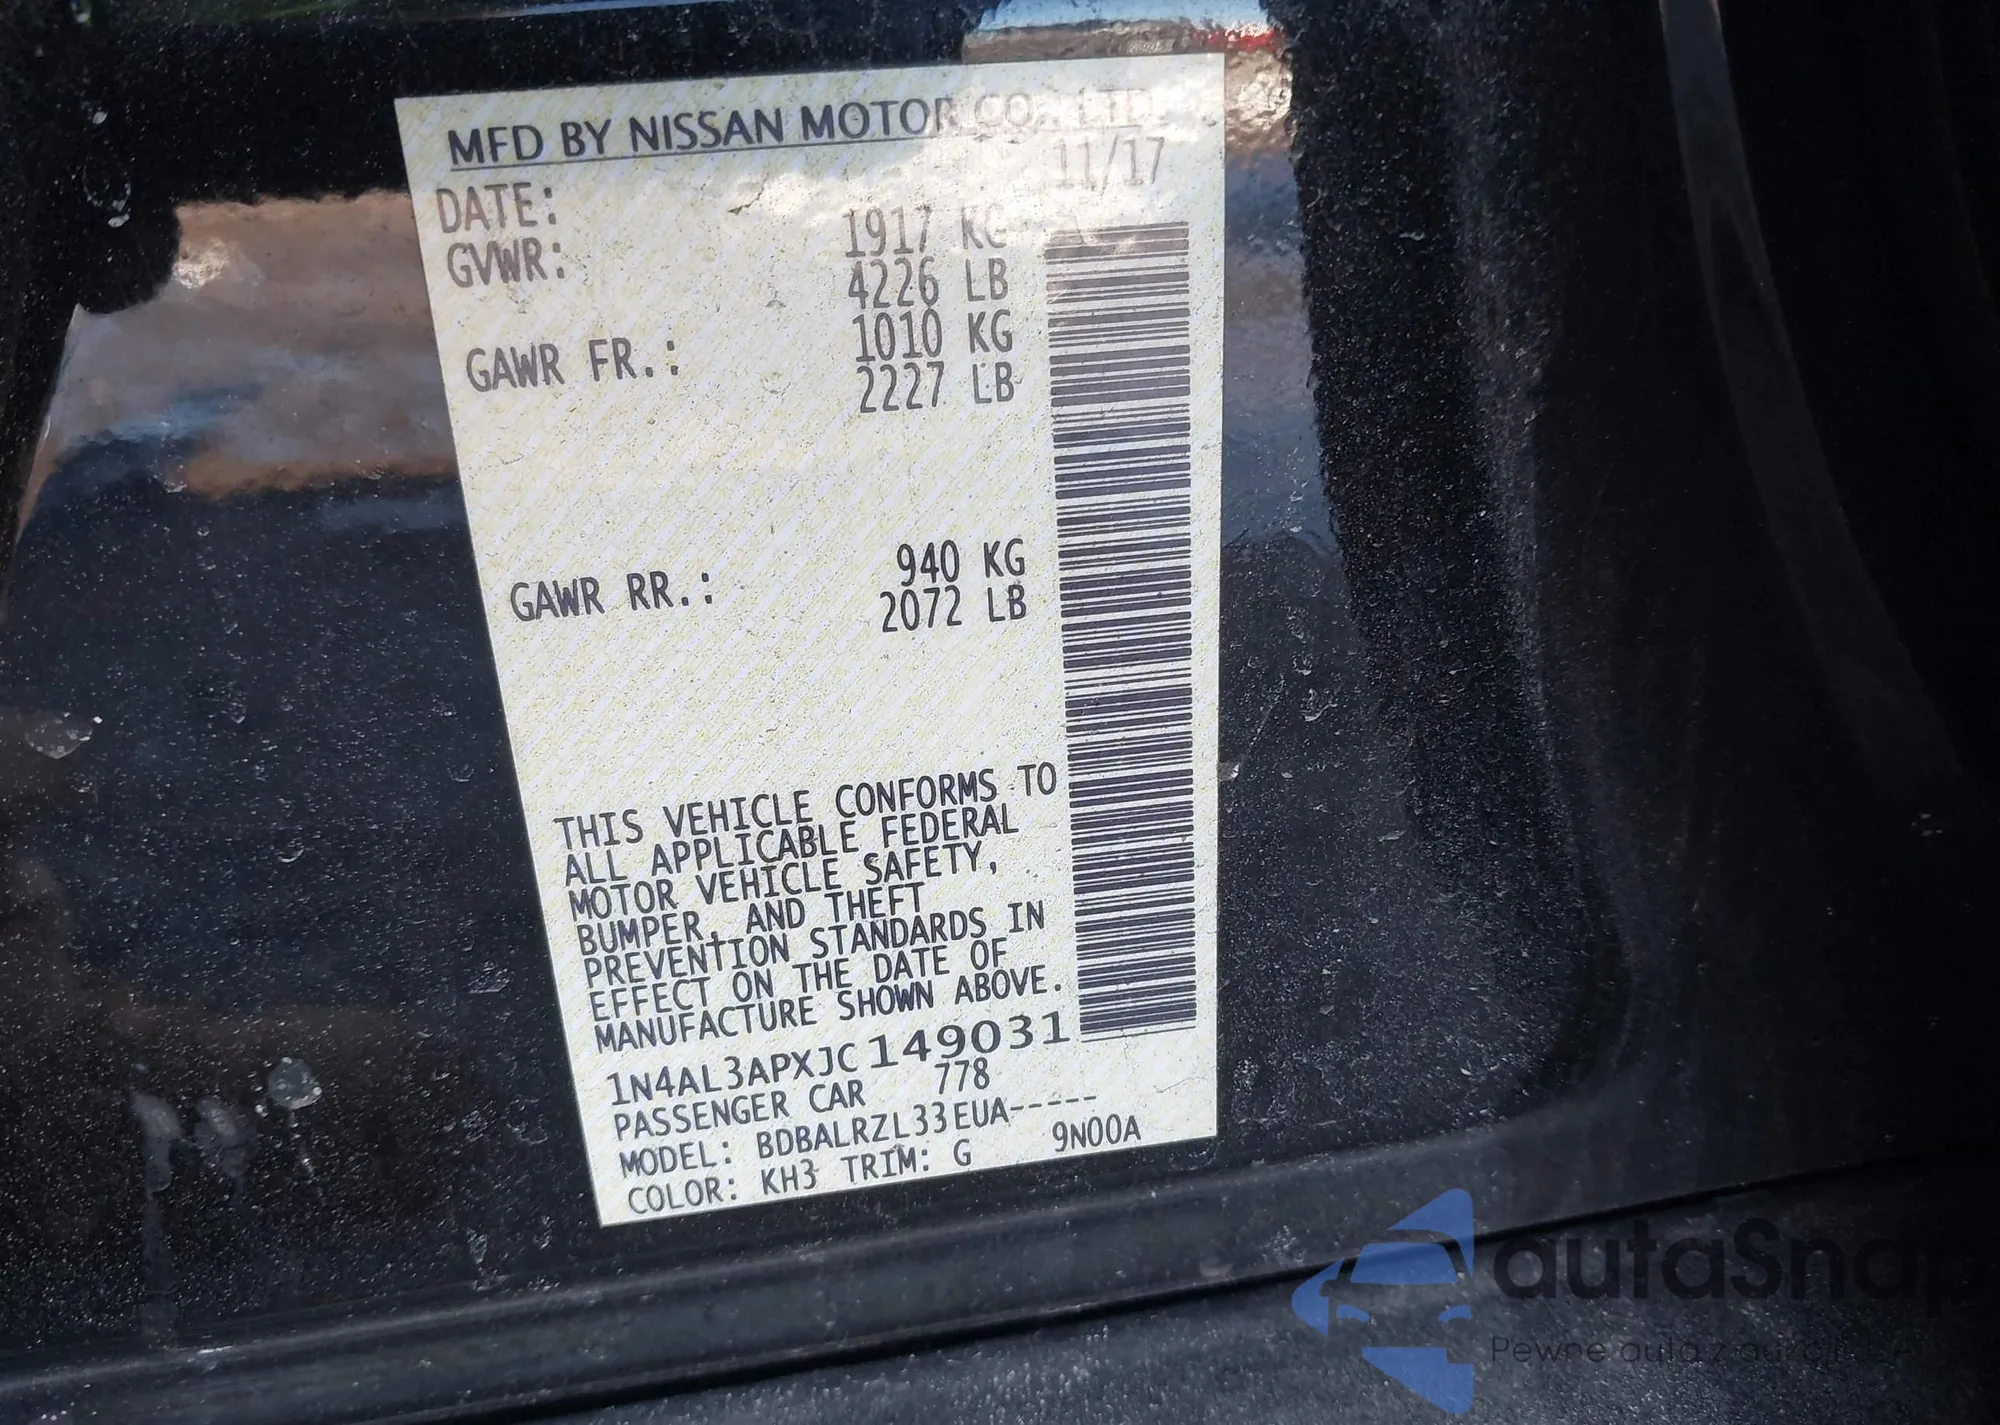 MFD BY NISSAN MOTOR CO., LTD.
DATE: 11/17
GVWR: 1917 KG
4226 LB
GAWR FR.: 1010 KG
2227 LB
GAWR RR.: 940 KG
2072 LB
THIS VEHICLE CONFORMS TO
ALL APPLICABLE FEDERAL
MOTOR VEHICLE SAFETY,
BUMPER, AND THEFT
PREVENTION STANDARDS IN
EFFECT ON THE DATE OF
MANUFACTURE SHOWN ABOVE.
1N4AL3APXJC149031
PASSENGER CAR 778
MODEL: BDBALRZL33EUA-----
COLOR: KH3 TRIM: G 9N00A
autaSnap
Pewne auta z